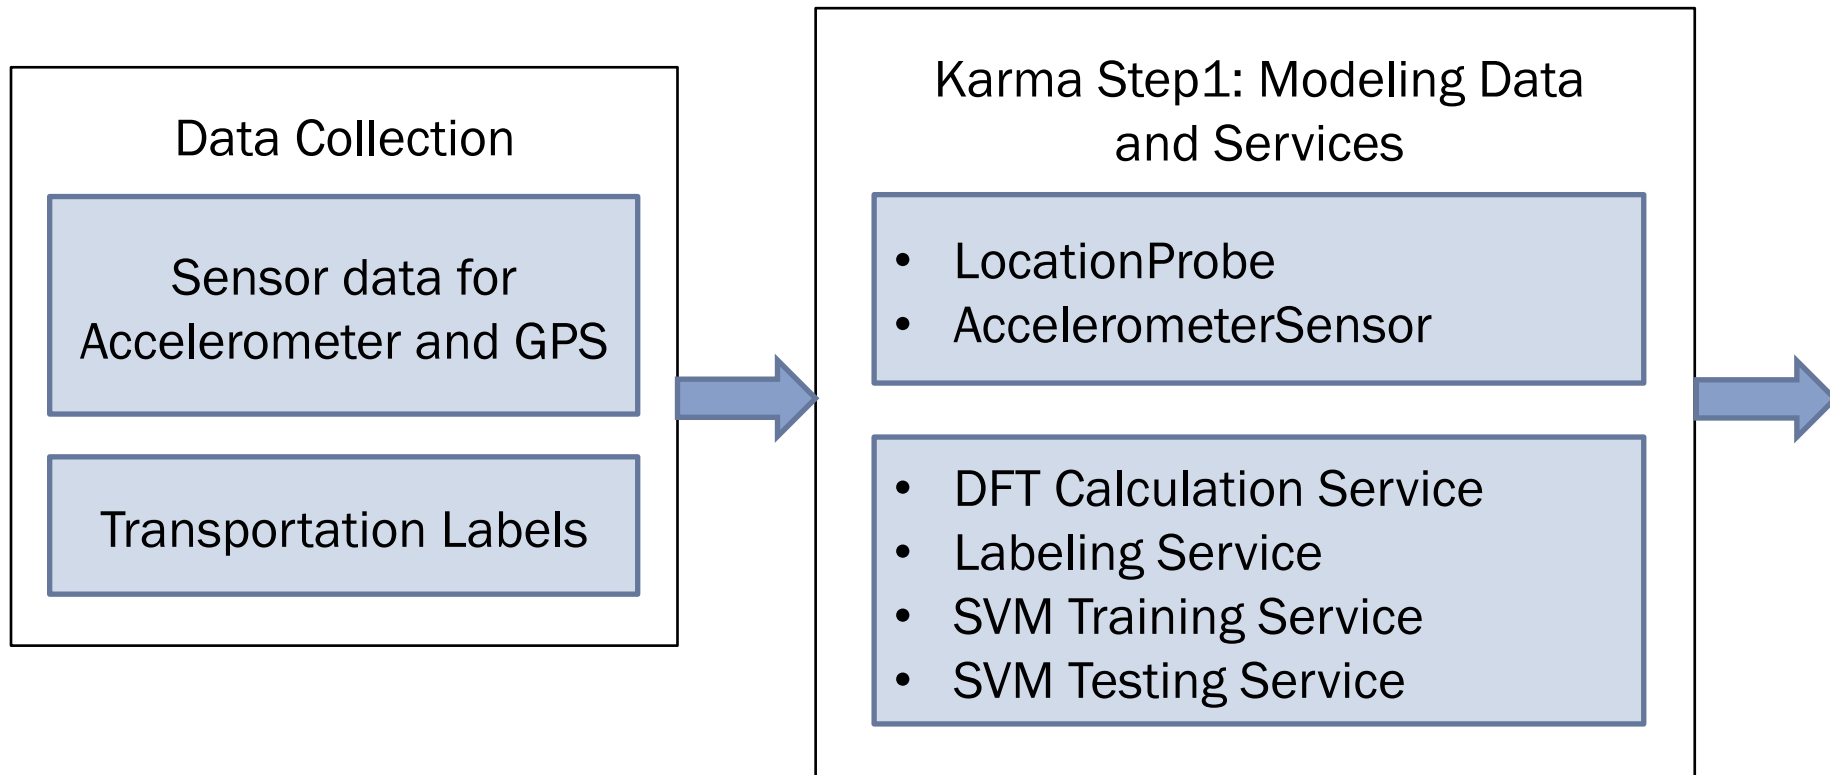 Data Collection
Sensor data for
Accelerometer and GPS
Transportation Labels
Karma Step1: Modeling Data
and Services
• LocationProbe
• AccelerometerSensor
• DFT Calculation Service
• Labeling Service
• SVM Training Service
• SVM Testing Service